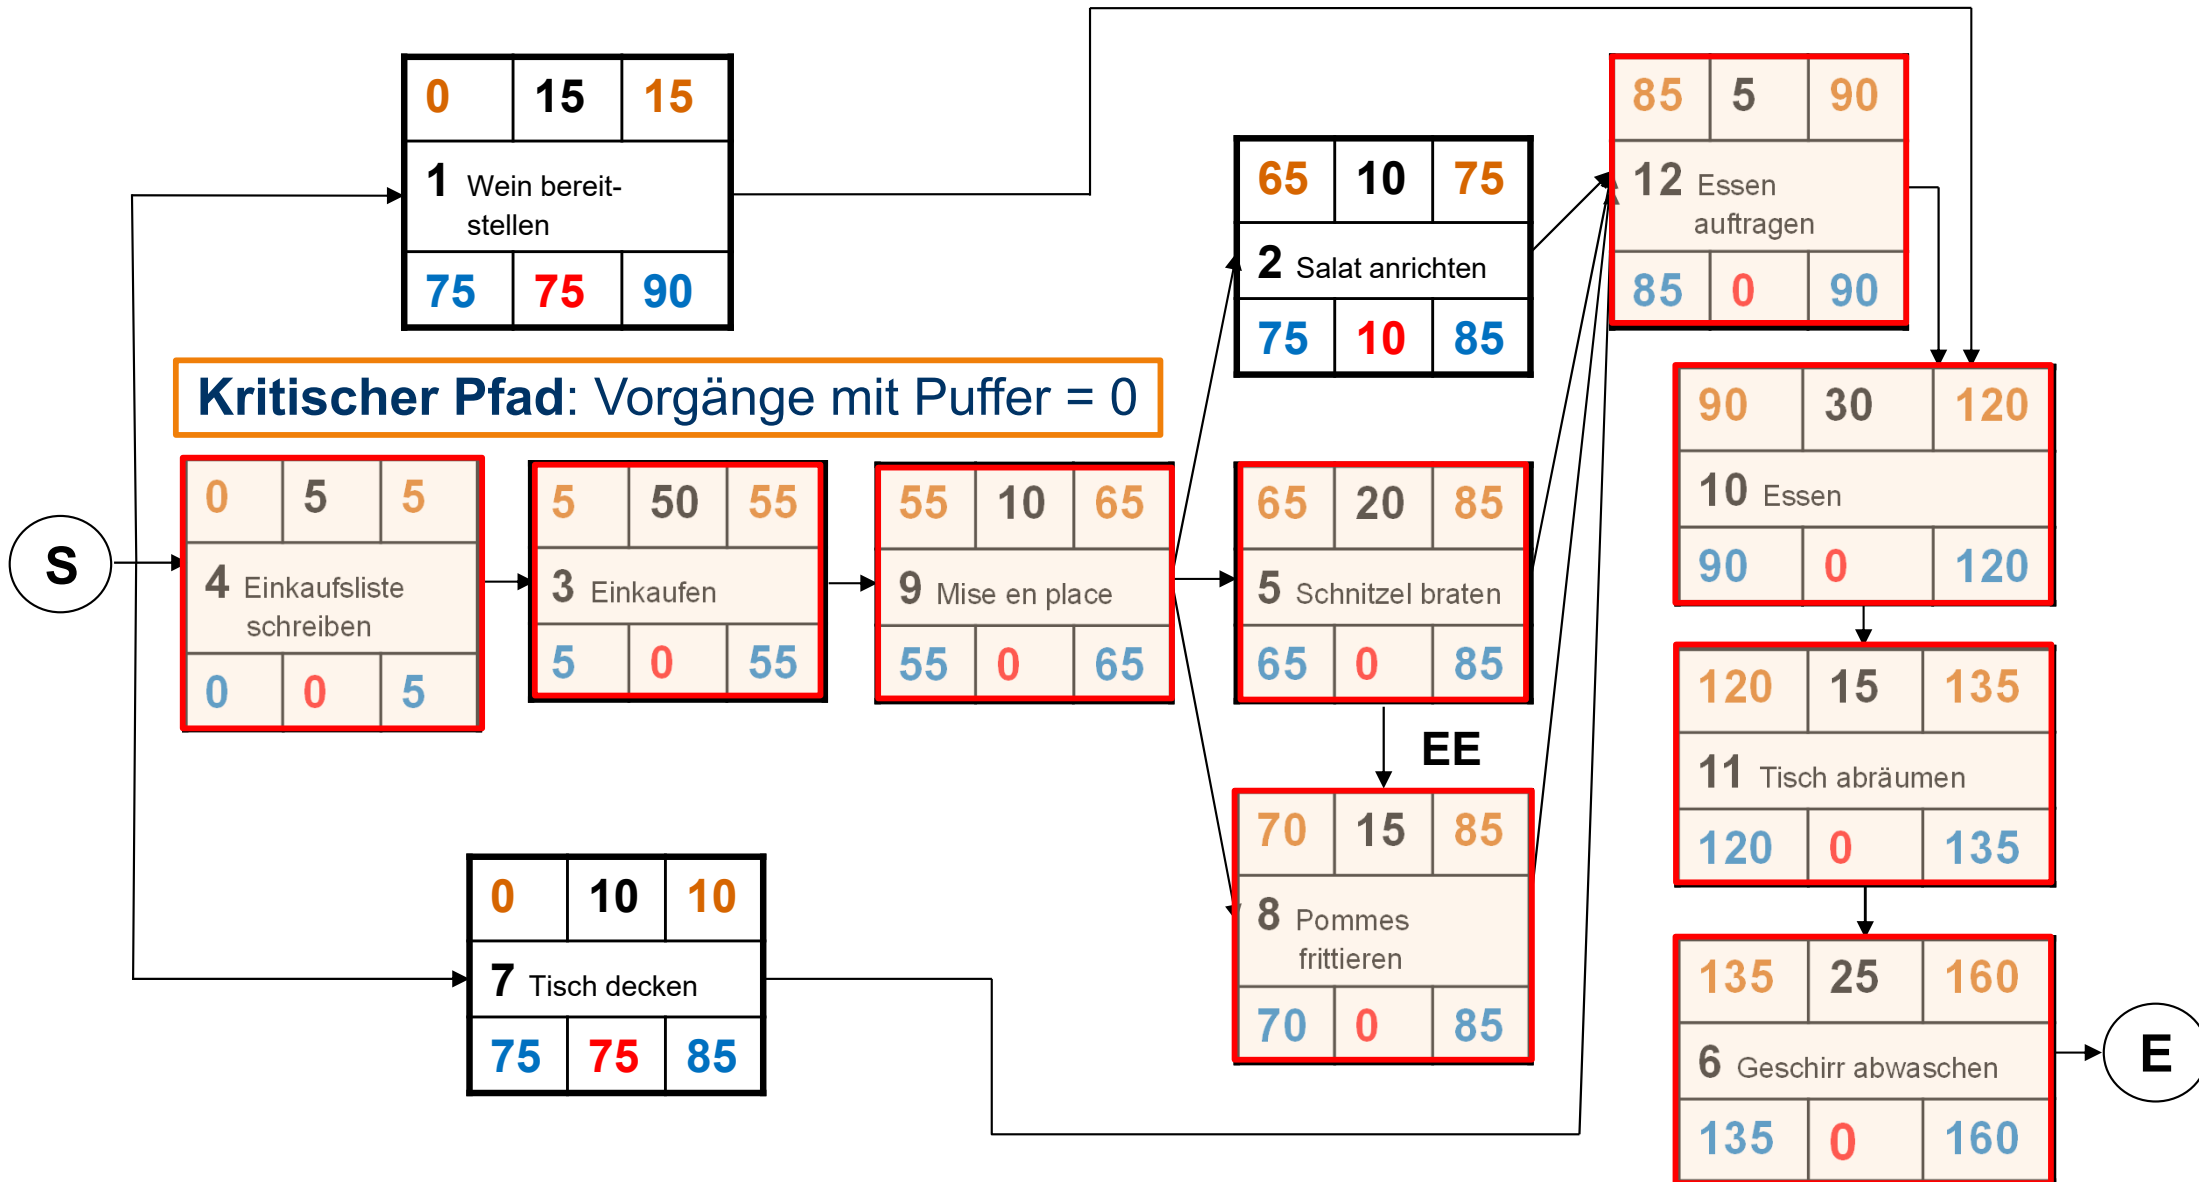 0 15 15
1 Wein bereit-
stellen
75 75 90
65 10 75
2 Salat anrichten
75 10 85
85 5 90
12 Essen
auftragen
85 0 90
Kritischer Pfad: Vorgänge mit Puffer = 0
S
0 5 5
4 Einkaufsliste
schreiben
0 0 5
5 50 55
3 Einkaufen
5 0 55
55 10 65
9 Mise en place
55 0 65
65 20 85
5 Schnitzel braten
65 0 85
EE
90 30 120
10 Essen
90 0 120
120 15 135
11 Tisch abräumen
120 0 135
0 10 10
7 Tisch decken
75 75 85
70 15 85
8 Pommes
frittieren
70 0 85
135 25 160
6 Geschirr abwaschen
135 0 160
E